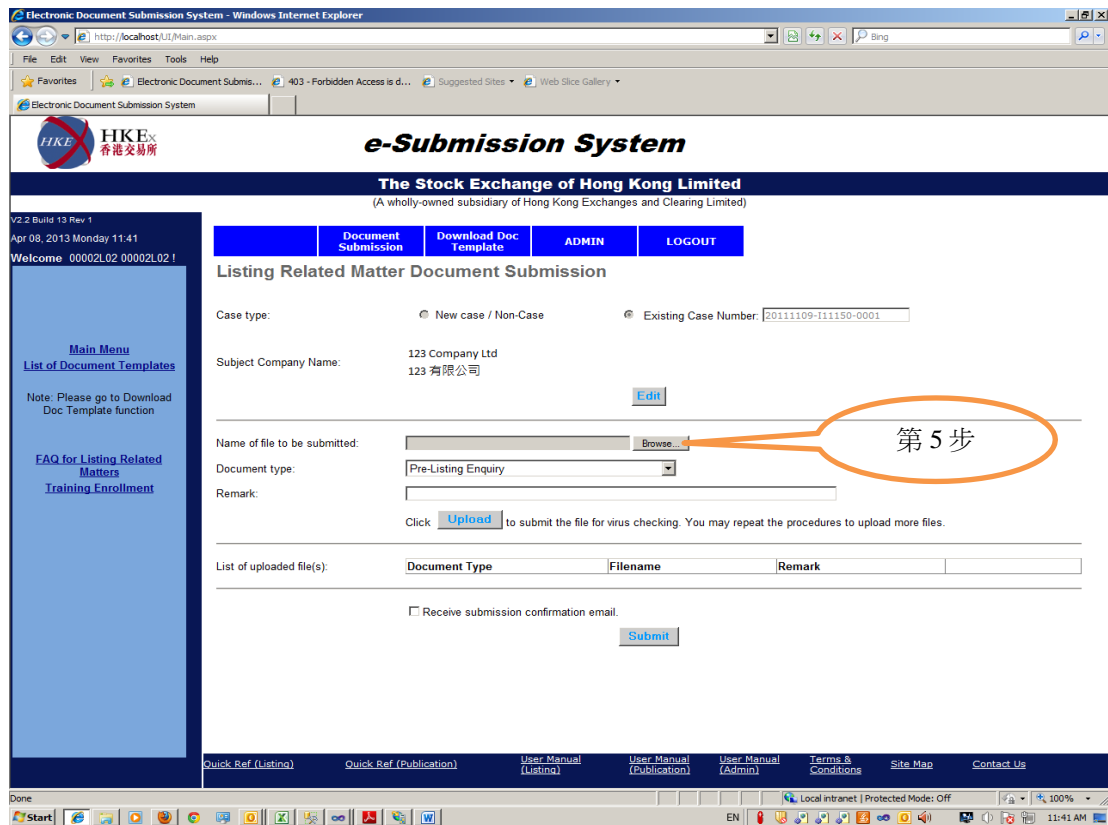 Electronic Document Submission System - Windows Internet Explorer
http://localhost/UI/Main.aspx
Bing
File Edit View Favorites Tools Help
Favorites Electronic Document Submis... 403 - Forbidden Access is d... Suggested Sites Web Slice Gallery
Electronic Document Submission System
HKEx
HKEx
香港交易所
e-Submission System
The Stock Exchange of Hong Kong Limited
(A wholly-owned subsidiary of Hong Kong Exchanges and Clearing Limited)
V2.2 Build 13 Rev 1
Apr 08, 2013 Monday 11:41
Welcome 00002L02 00002L02 !
Main Menu
List of Document Templates
Note: Please go to Download
Doc Template function
FAQ for Listing Related
Matters
Training Enrollment
Document
Submission
Download Doc
Template
ADMIN
LOGOUT
Listing Related Matter Document Submission
Case type: New case / Non-Case Existing Case Number: 20111109-I11150-0001
Subject Company Name:
123 Company Ltd
123 有限公司
Edit
Name of file to be submitted: Browse...
第 5 步
Document type: Pre-Listing Enquiry
Remark:
Click Upload to submit the file for virus checking. You may repeat the procedures to upload more files.
List of uploaded file(s): Document Type Filename Remark
Receive submission confirmation email.
Submit
Quick Ref (Listing)
Quick Ref (Publication)
User Manual
(Listing)
User Manual
(Publication)
User Manual
(Admin)
Terms &
Conditions
Site Map
Contact Us
Done Local intranet | Protected Mode: Off 100%
Start EN 11:41 AM